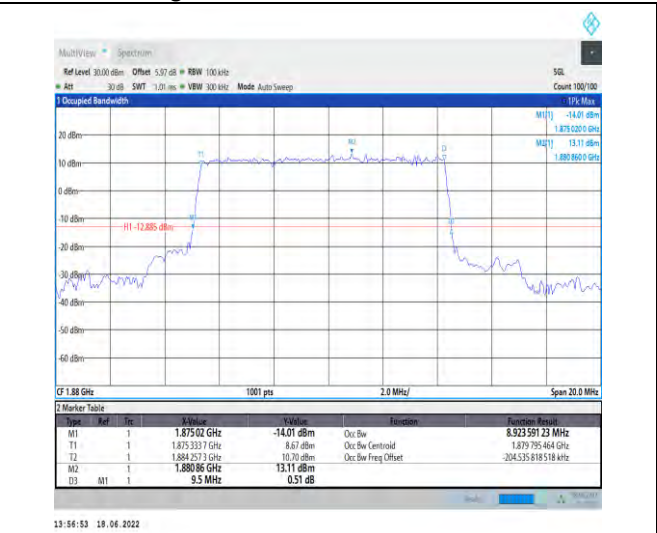 MultiView Spectrum
Ref Level 30.00 dBm Offset 5.97 dB RBW 100 kHz SGL
Att 30 dB SWT 1.01 ms VBW 300 kHz Mode Auto Sweep Count 100/100
1 Occupied Bandwidth 1Pk Max
M1[1] -14.01 dBm
1.875 020 0 GHz
M2[1] 13.11 dBm
1.880 860 0 GHz
20 dBm
M2
T1
10 dBm
0 dBm
-10 dBm
H1 -12.885 dBm
-20 dBm
-30 dBm
-40 dBm
-50 dBm
-60 dBm
CF 1.88 GHz 1001 pts 2.0 MHz/ Span 20.0 MHz
2 Marker Table
Type Ref Trc X-Value Y-Value Function Function Result
M1 1 1.87502 GHz -14.01 dBm Occ Bw 8.923 591 23 MHz
T1 1 1.875 333 7 GHz 8.67 dBm Occ Bw Centroid 1.879 795 464 GHz
T2 1 1.884 257 3 GHz 10.70 dBm Occ Bw Freq Offset -204.535 818 518 kHz
M2 1 1.880 86 GHz 13.11 dBm
D3 M1 1 9.5 MHz 0.51 dB
13:56:53 18.06.2022